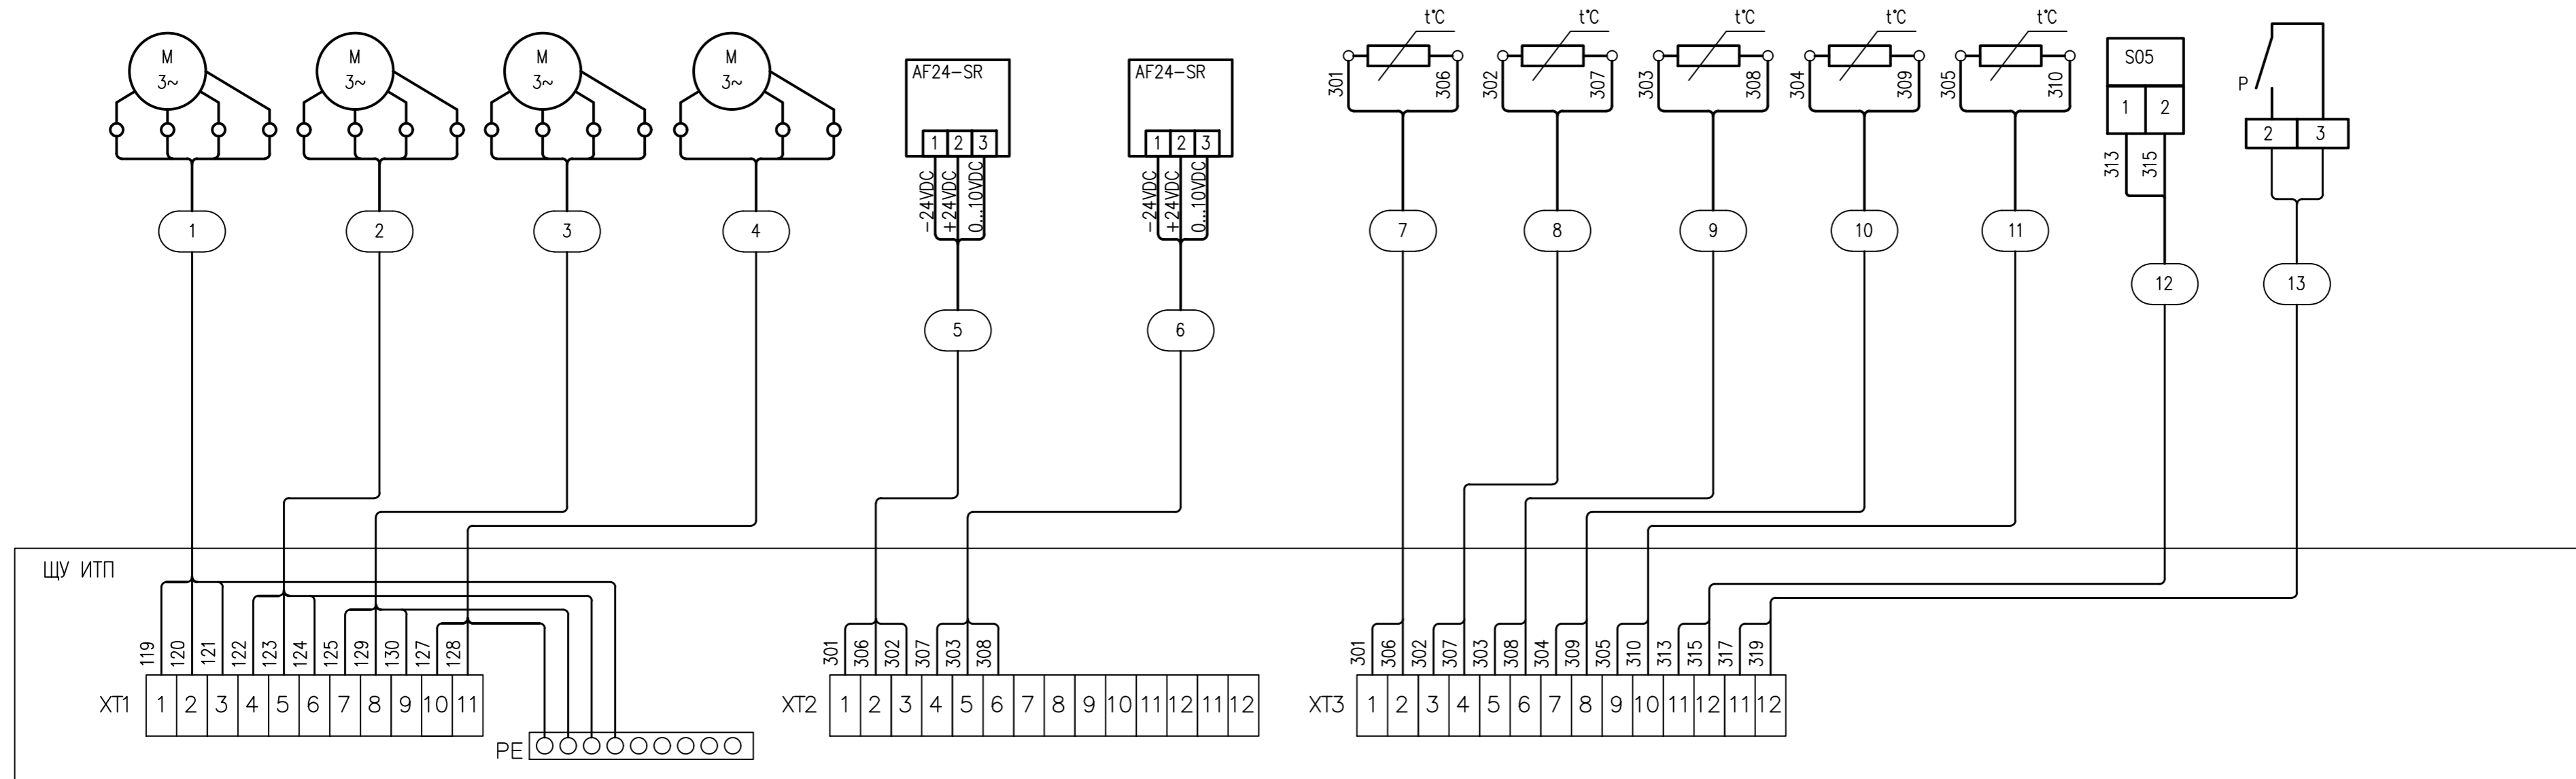 t°C t°C t°C t°C t°C
M M M M
3~ 3~ 3~ 3~
AF24-SR AF24-SR
S05
P
301 306 302 307 303 308 304 309 305 310
1 2
2 3
1 2 3 1 2 3
313 315
-24VDC +24VDC 0...10VDC -24VDC +24VDC 0...10VDC
1 2 3 4 7 8 9 10 11
12 13
5 6
ЩУ ИТП
119 120 121 122 123 124 125 129 130 127 128
301 306 302 307 303 308
301 306 302 307 303 308 304 309 305 310 313 315 317 319
XT1 1 2 3 4 5 6 7 8 9 10 11
XT2 1 2 3 4 5 6 7 8 9 10 11 12 11 12
XT3 1 2 3 4 5 6 7 8 9 10 11 12 11 12
PE